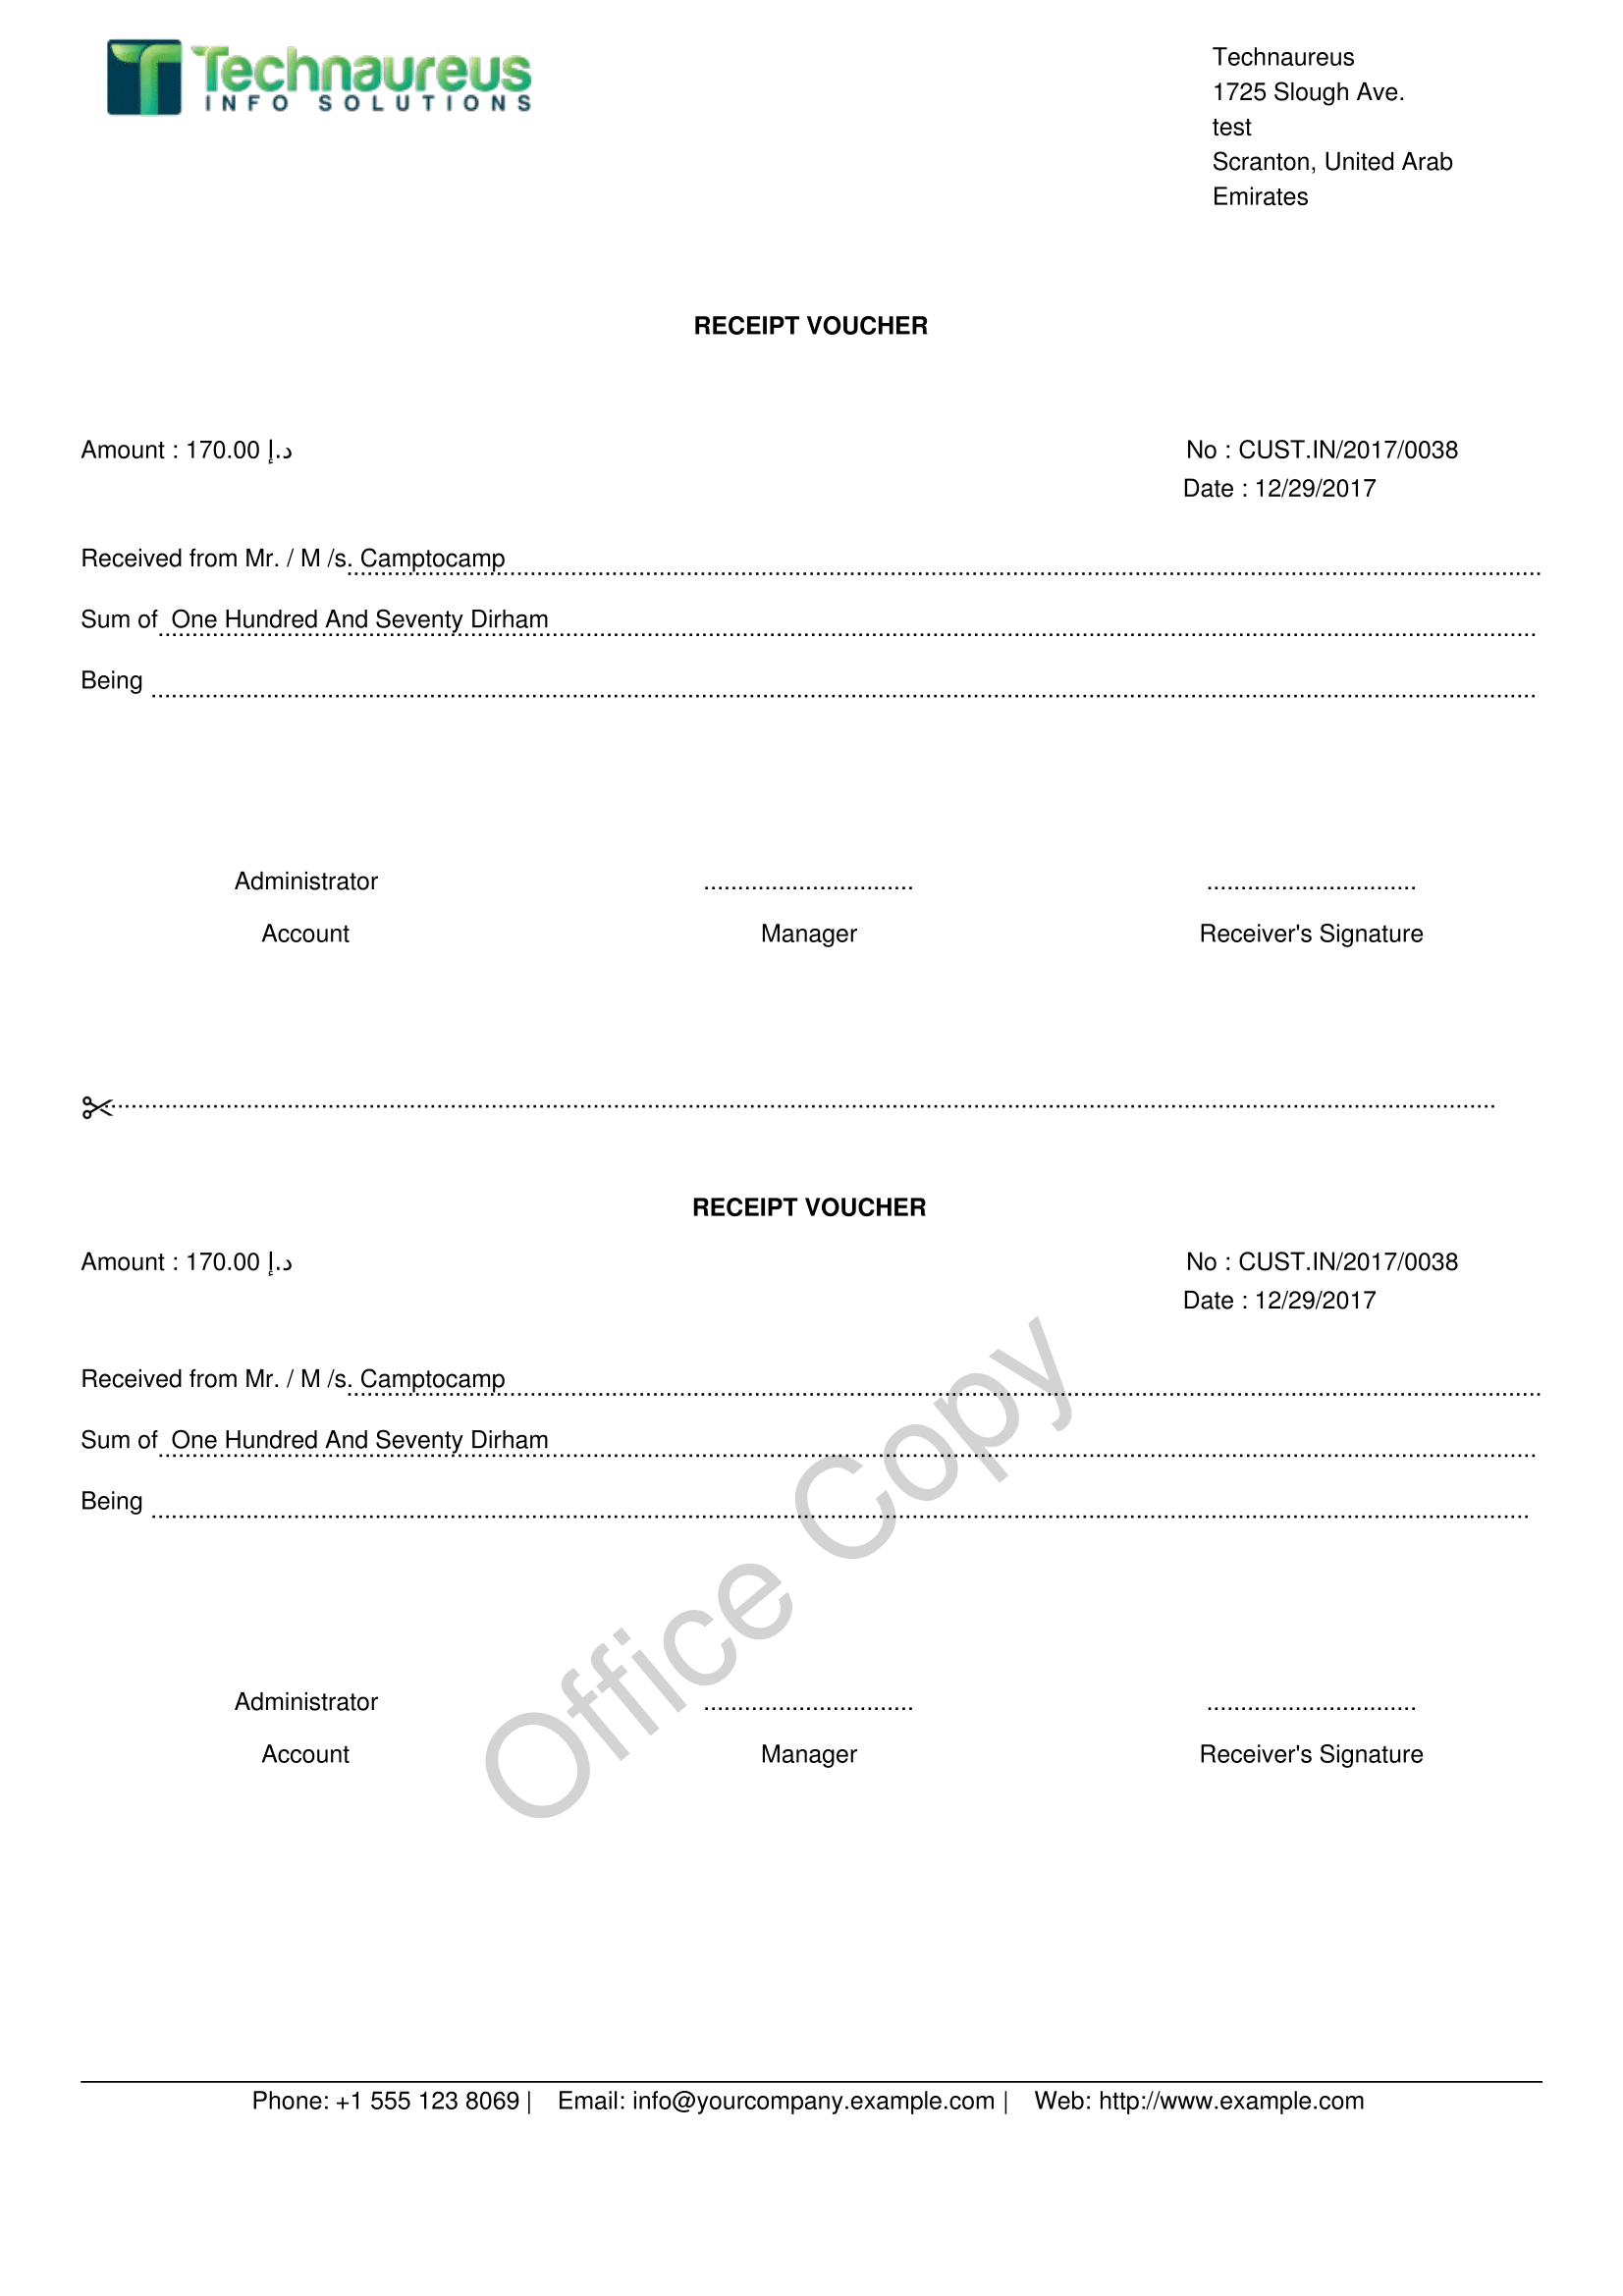 Technaureus
INFO SOLUTIONS
Technaureus
1725 Slough Ave.
test
Scranton, United Arab
Emirates
RECEIPT VOUCHER
Amount : 170.00 د.إ
No : CUST.IN/2017/0038
Date : 12/29/2017
Received from Mr. / M /s. Camptocamp
Sum of One Hundred And Seventy Dirham
Being
Administrator
Account
Manager
Receiver's Signature
RECEIPT VOUCHER
Amount : 170.00 د.إ
No : CUST.IN/2017/0038
Date : 12/29/2017
Received from Mr. / M /s. Camptocamp
Sum of One Hundred And Seventy Dirham
Being
Office Copy
Administrator
Account
Manager
Receiver's Signature
Phone: +1 555 123 8069 | Email: info@yourcompany.example.com | Web: http://www.example.com